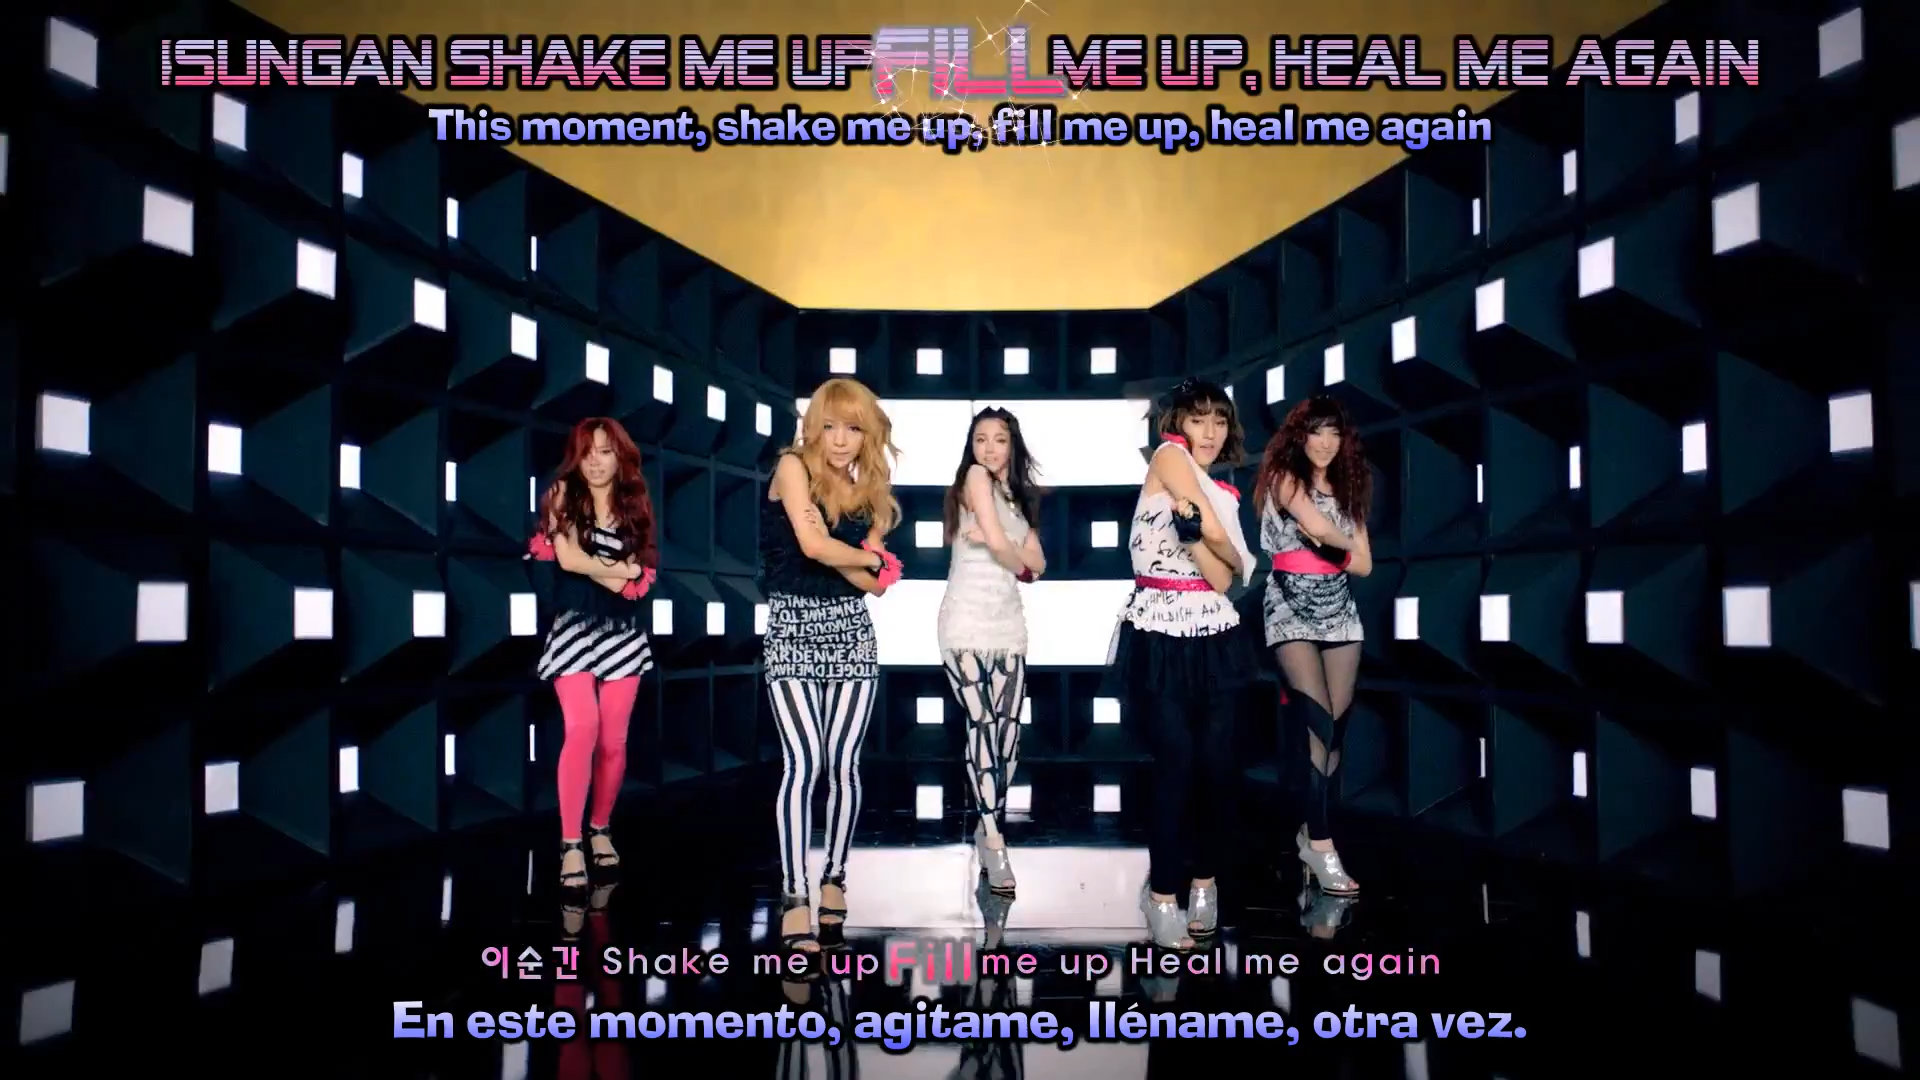 ISUNGAN SHAKE ME UP FILL ME UP, HEAL ME AGAIN
This moment, shake me up, fill me up, heal me again
이순간 Shake me up Fill me up Heal me again
En este momento, agitame, lléname, otra vez.